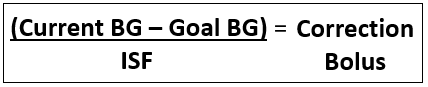 (Current BG – Goal BG) = Correction
ISF Bolus